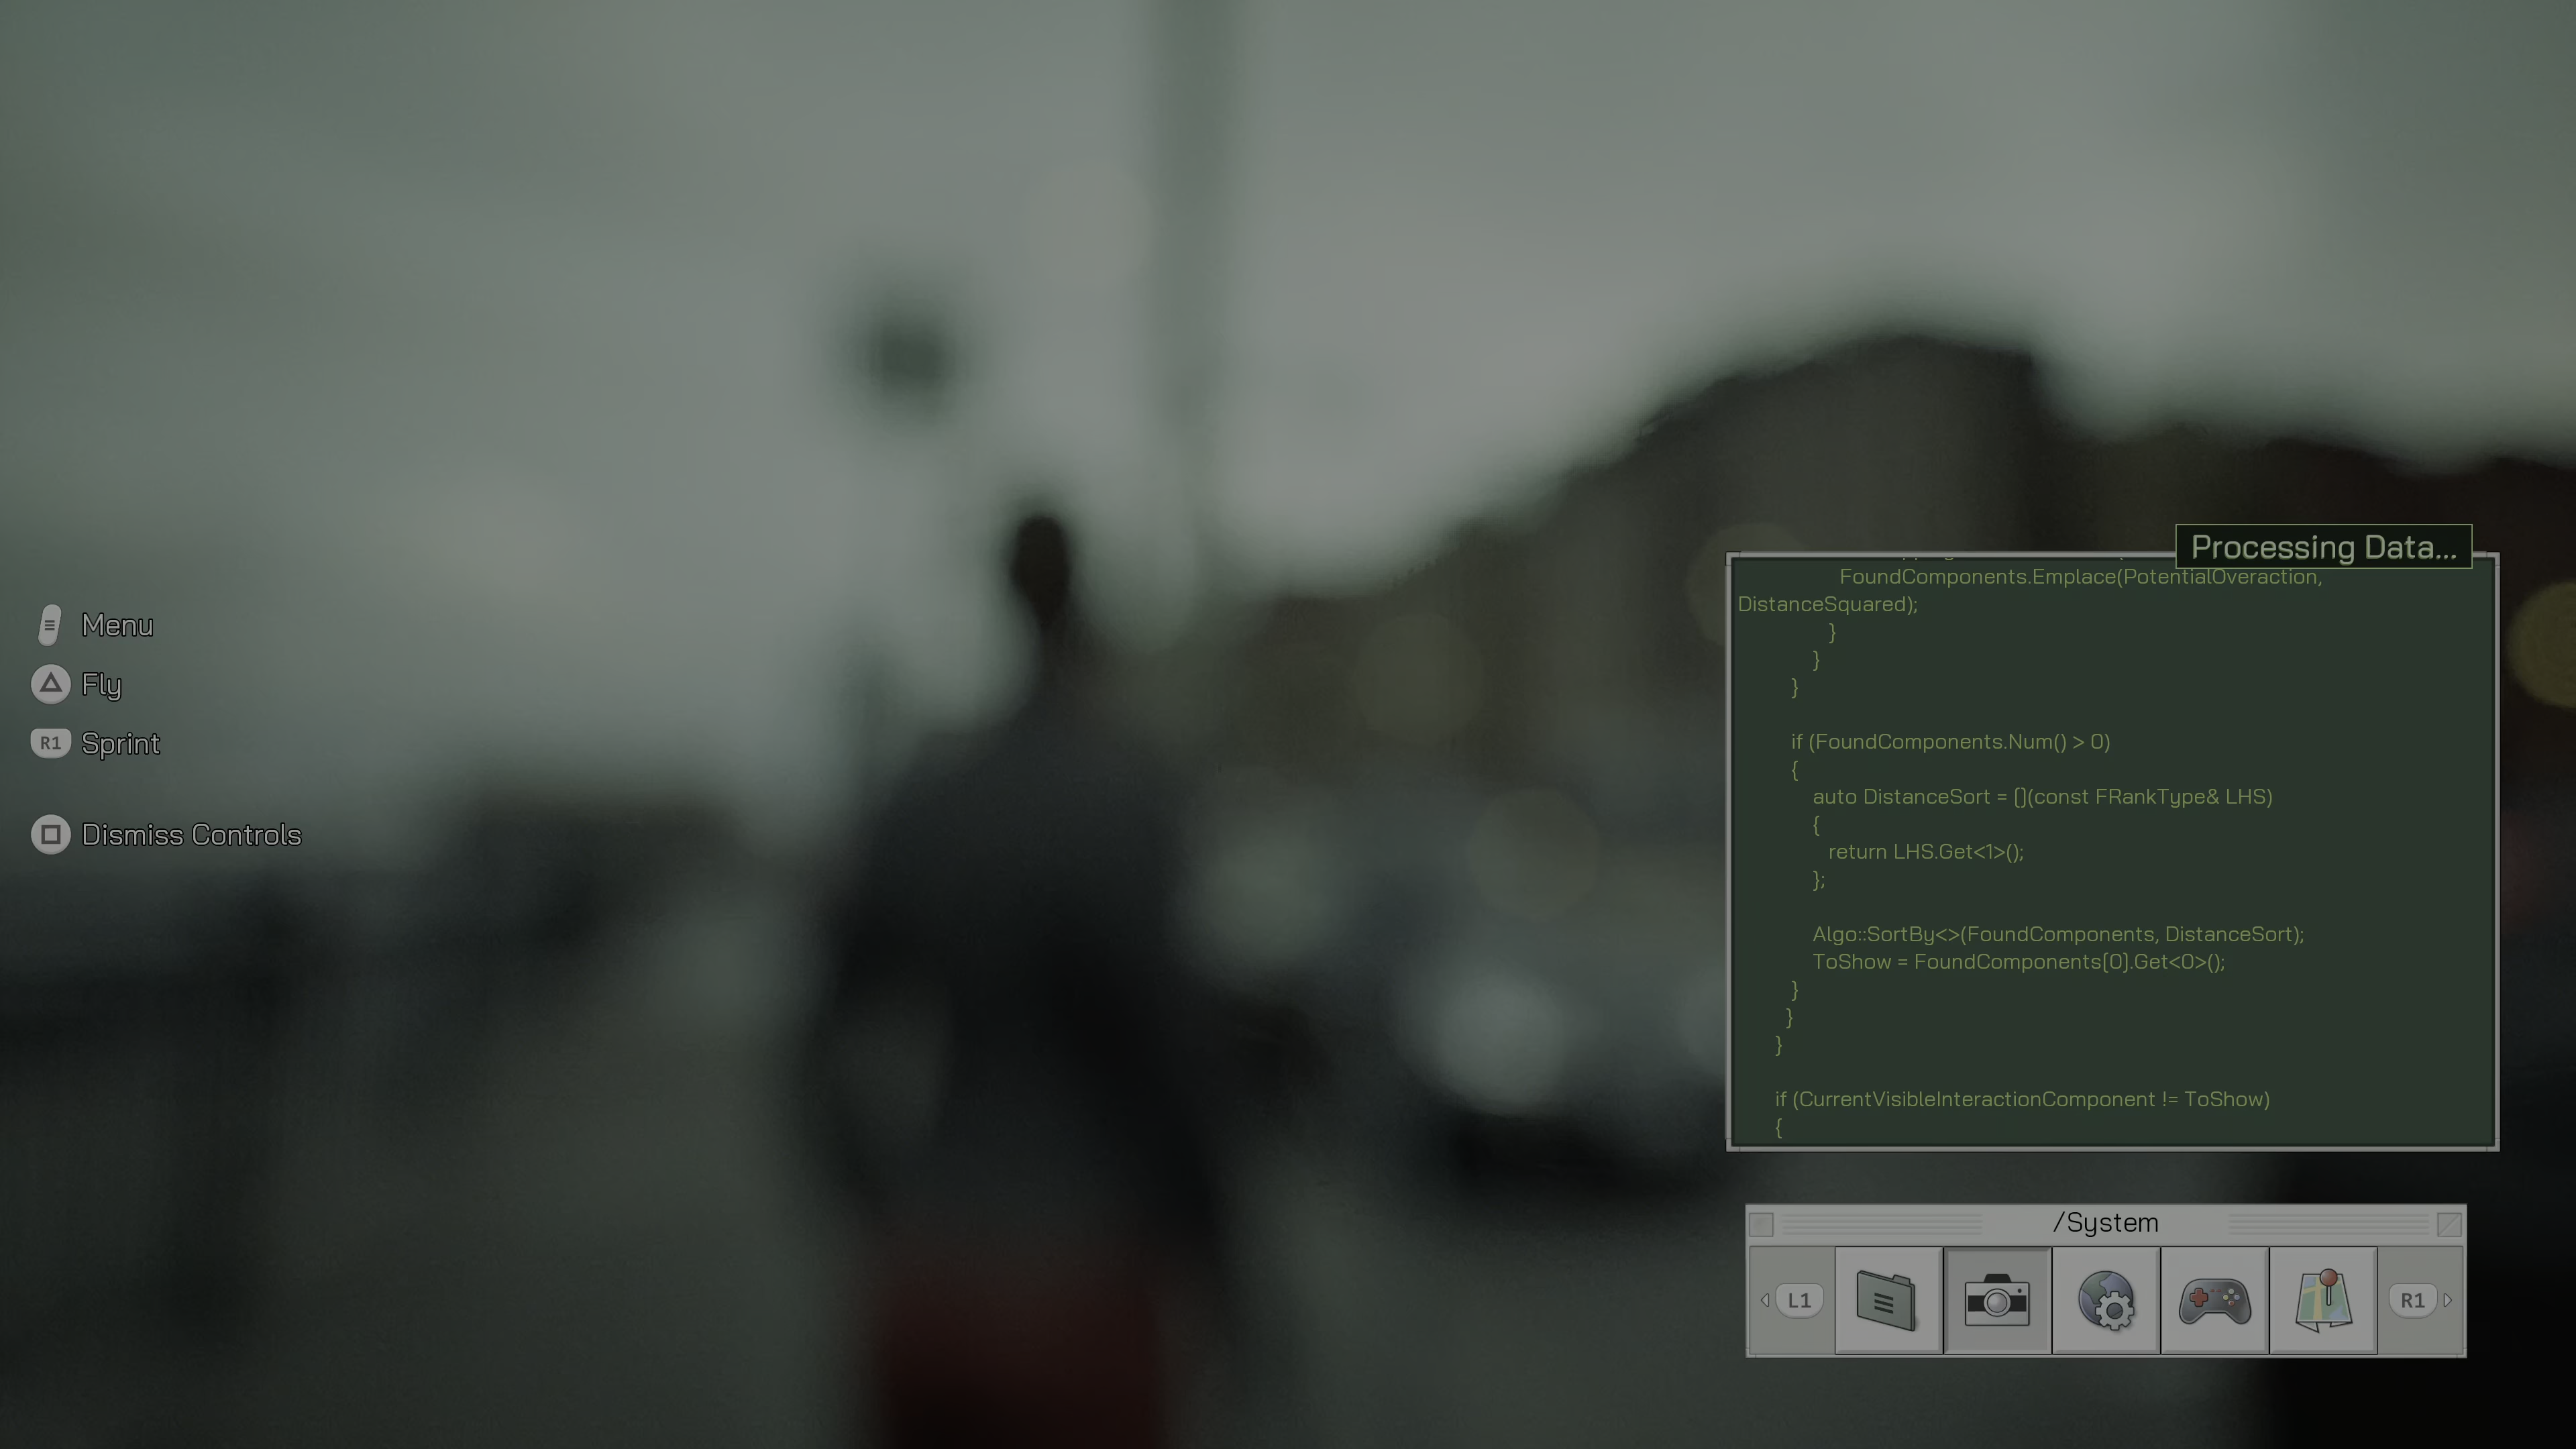 Menu
Fly
R1 Sprint
Dismiss Controls
Processing Data...
FoundComponents.Emplace(PotentialOveraction,
DistanceSquared);
}
}
}
if (FoundComponents.Num() > 0)
{
auto DistanceSort = [](const FRankType& LHS)
{
return LHS.Get<1>();
};
Algo::SortBy<>(FoundComponents, DistanceSort);
ToShow = FoundComponents[0].Get<0>();
}
}
}
if (CurrentVisibleInteractionComponent != ToShow)
{
/System
L1 R1